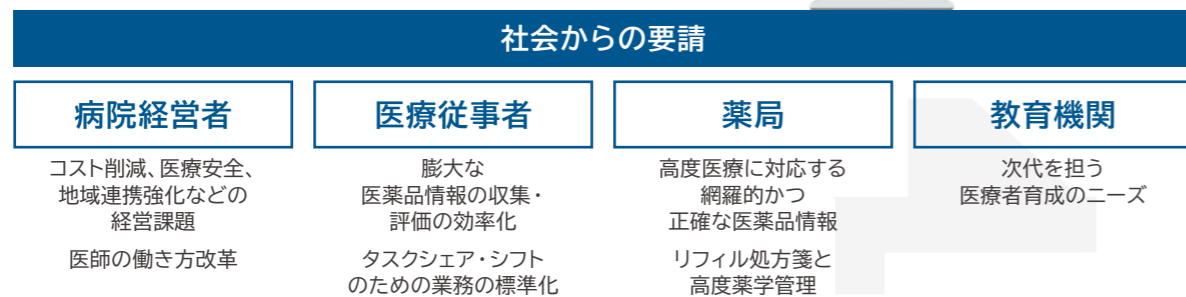 社会からの要請
病院経営者
コスト削減、医療安全、
地域連携強化などの
経営課題
医師の働き方改革
医療従事者
膨大な
医薬品情報の収集・
評価の効率化
タスクシェア・シフト
のための業務の標準化
薬局
高度医療に対応する
網羅的かつ
正確な医薬品情報
リフィル処方箋と
高度薬学管理
教育機関
次代を担う
医療者育成のニーズ